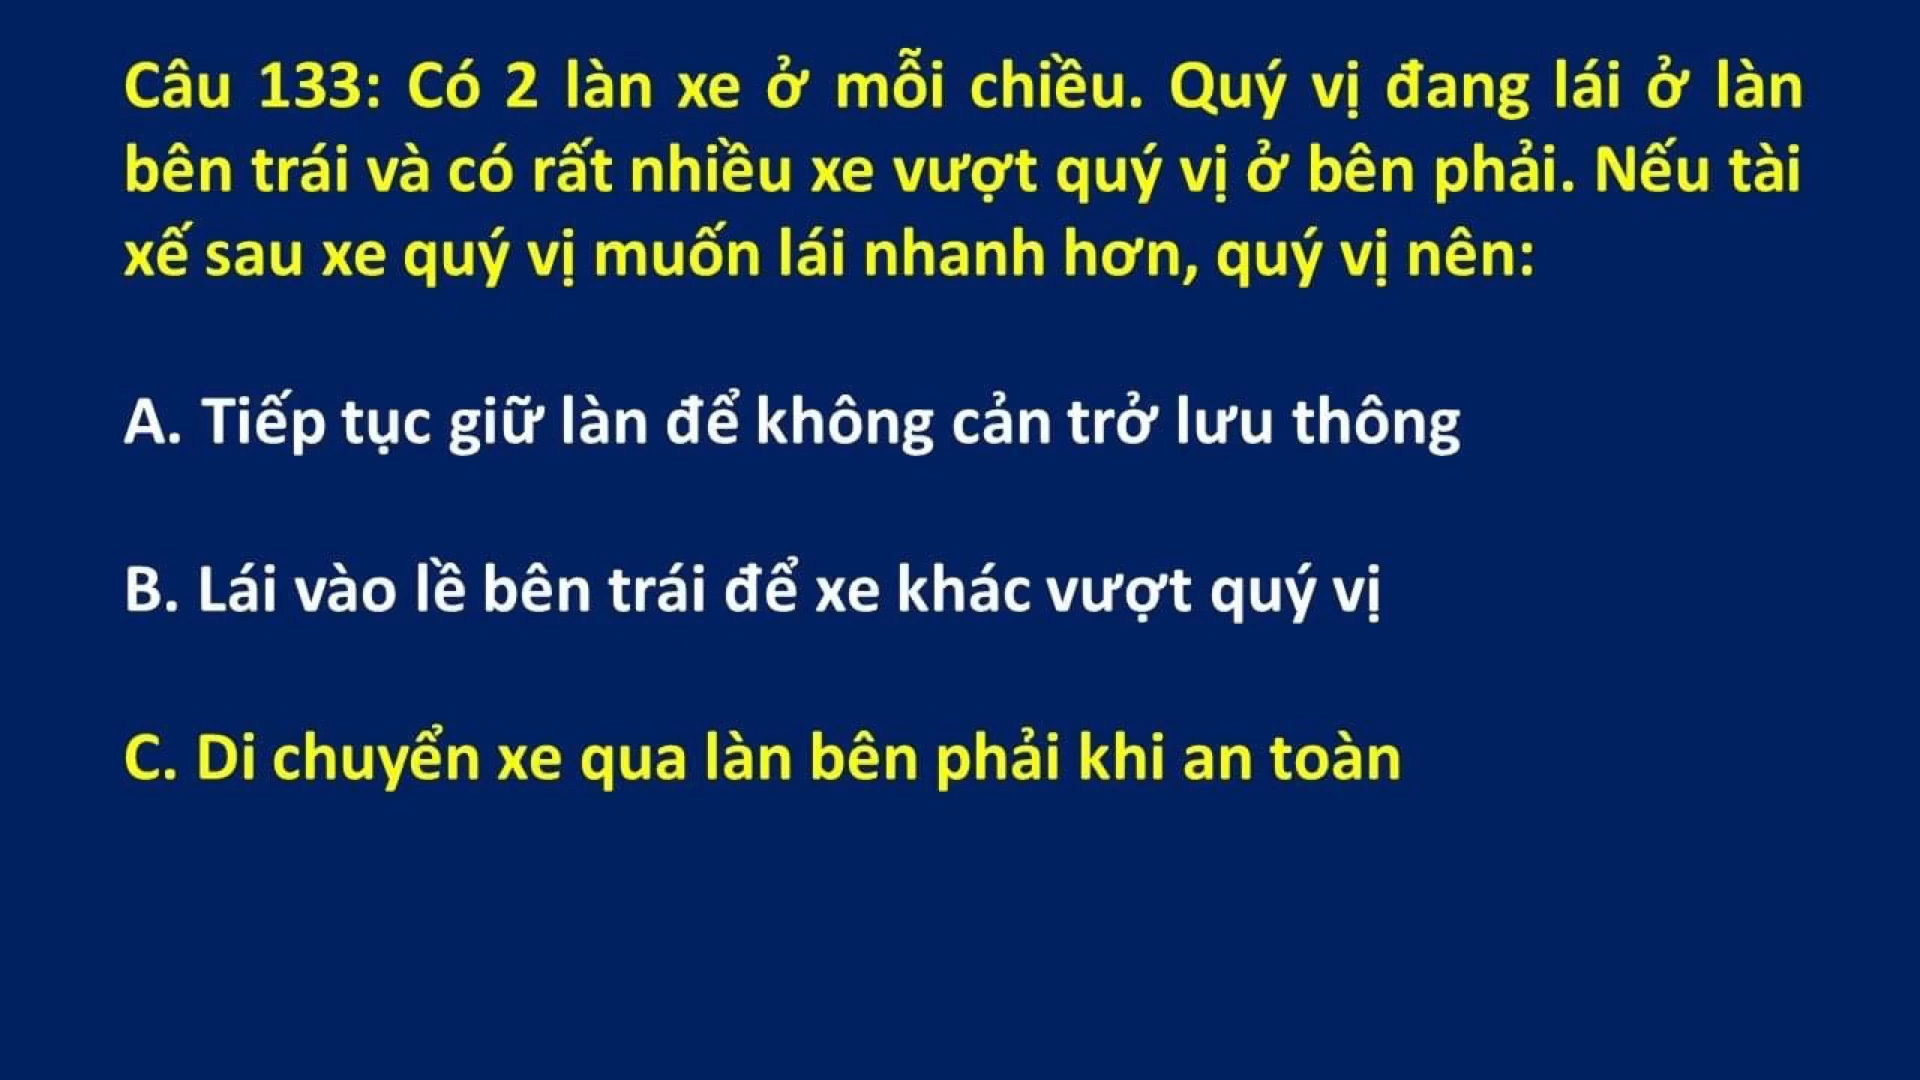 Câu 133: Có 2 làn xe ở mỗi chiều. Quý vị đang lái ở làn
bên trái và có rất nhiều xe vượt quý vị ở bên phải. Nếu tài
xế sau xe quý vị muốn lái nhanh hơn, quý vị nên:
A. Tiếp tục giữ làn để không cản trở lưu thông
B. Lái vào lề bên trái để xe khác vượt quý vị
C. Di chuyển xe qua làn bên phải khi an toàn